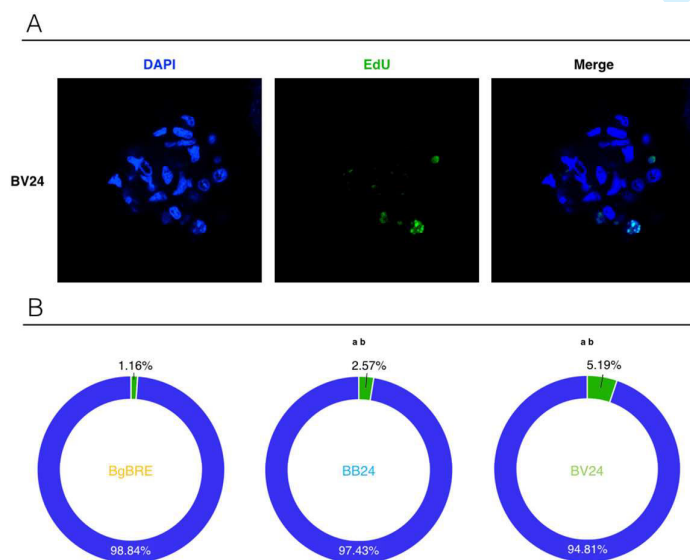 A
DAPI EdU Merge
BV24
B
a b a b
1.16% 2.57% 5.19%
BgBRE BB24 BV24
98.84% 97.43% 94.81%